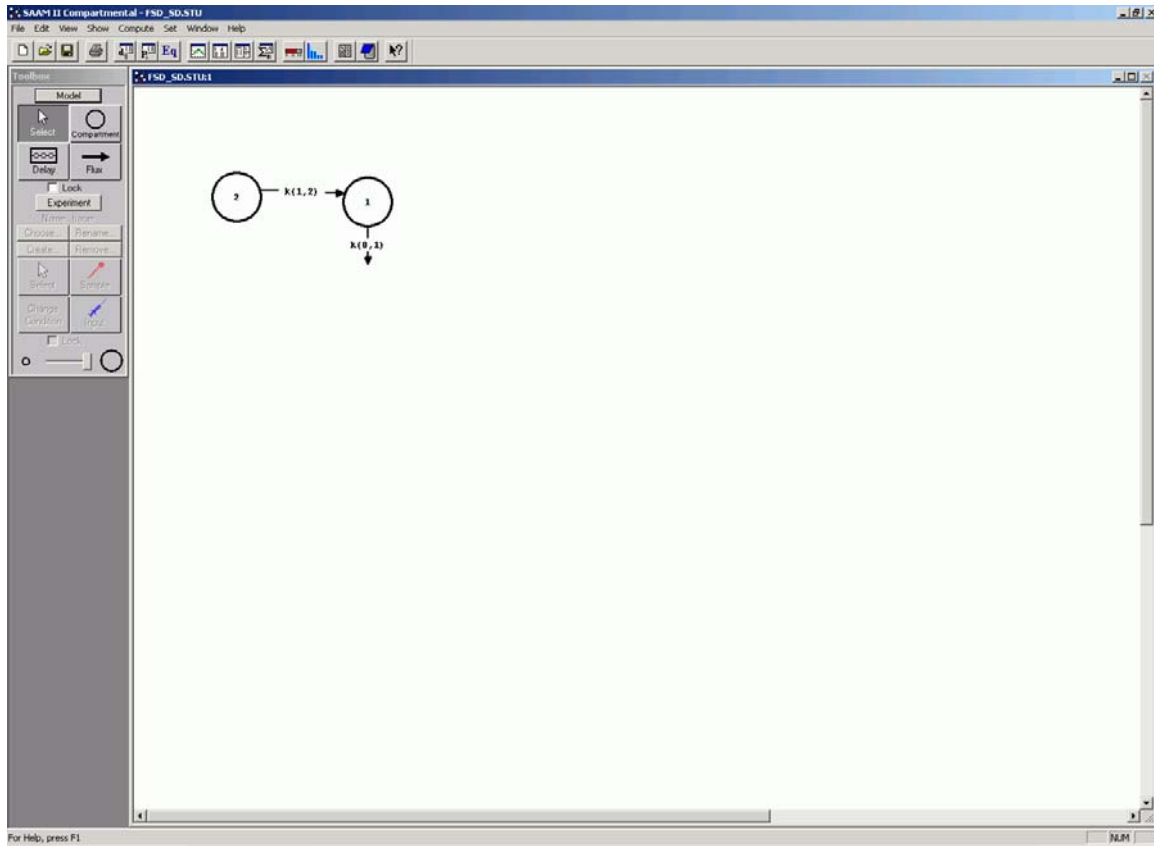 SAAM II Compartmental - FSD_SD.STU
File Edit View Show Compute Set Window Help
Eq
Toolbox
FSD_SD.STU:1
Model
Select Compartment
Delay Flux
Lock
Experiment
Choose... Rename...
Create... Remove...
Select Sample
Change Condition Input
Lock
2 k(1,2) 1
k(0,1)
For Help, press F1
NUM